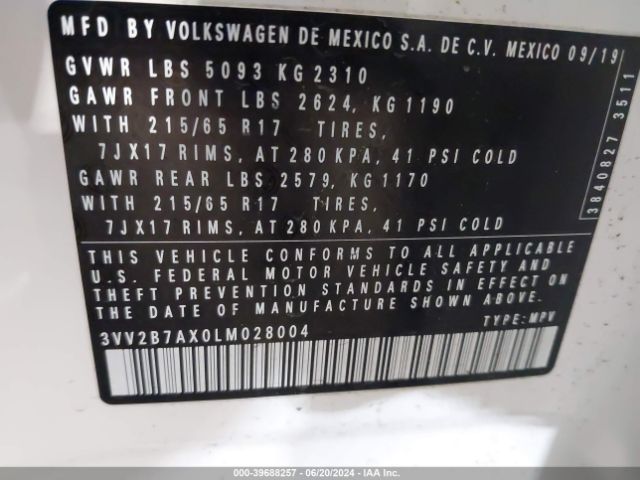 MFD BY VOLKSWAGEN DE MEXICO S.A. DE C.V. MEXICO 09/19
GVWR LBS 5093 KG 2310
GAWR FRONT LBS 2624, KG 1190
WITH 215/65 R17 TIRES,
7JX17 RIMS, AT 280 KPA, 41 PSI COLD
GAWR REAR LBS 2579, KG 1170
WITH 215/65 R17 TIRES,
7JX17 RIMS, AT 280 KPA, 41 PSI COLD
THIS VEHICLE CONFORMS TO ALL APPLICABLE
U.S. FEDERAL MOTOR VEHICLE SAFETY AND
THEFT PREVENTION STANDARDS IN EFFECT ON
THE DATE OF MANUFACTURE SHOWN ABOVE.
3VV2B7AX0LM028004 TYPE: MPV
3840827 3511
000-39688257 - 06/20/2024 - IAA Inc.